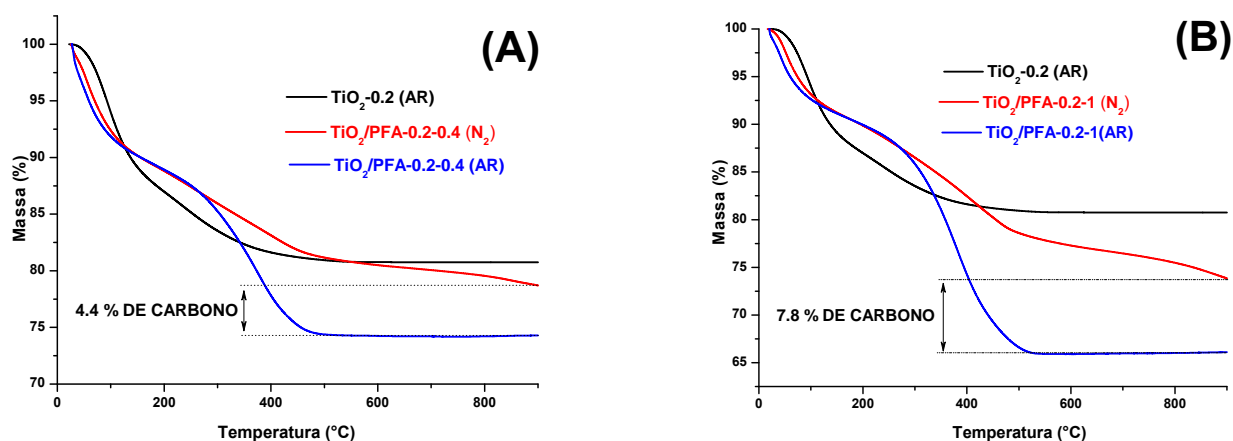 (A)
TiO2-0.2 (AR)
TiO2/PFA-0.2-0.4 (N2)
TiO2/PFA-0.2-0.4 (AR)
4.4 % DE CARBONO
Massa (%)
100
95
90
85
80
75
70
0 200 400 600 800
Temperatura (°C)
(B)
TiO2-0.2 (AR)
TiO2/PFA-0.2-1 (N2)
TiO2/PFA-0.2-1(AR)
7.8 % DE CARBONO
Massa (%)
100
95
90
85
80
75
70
65
0 200 400 600 800
Temperatura (°C)